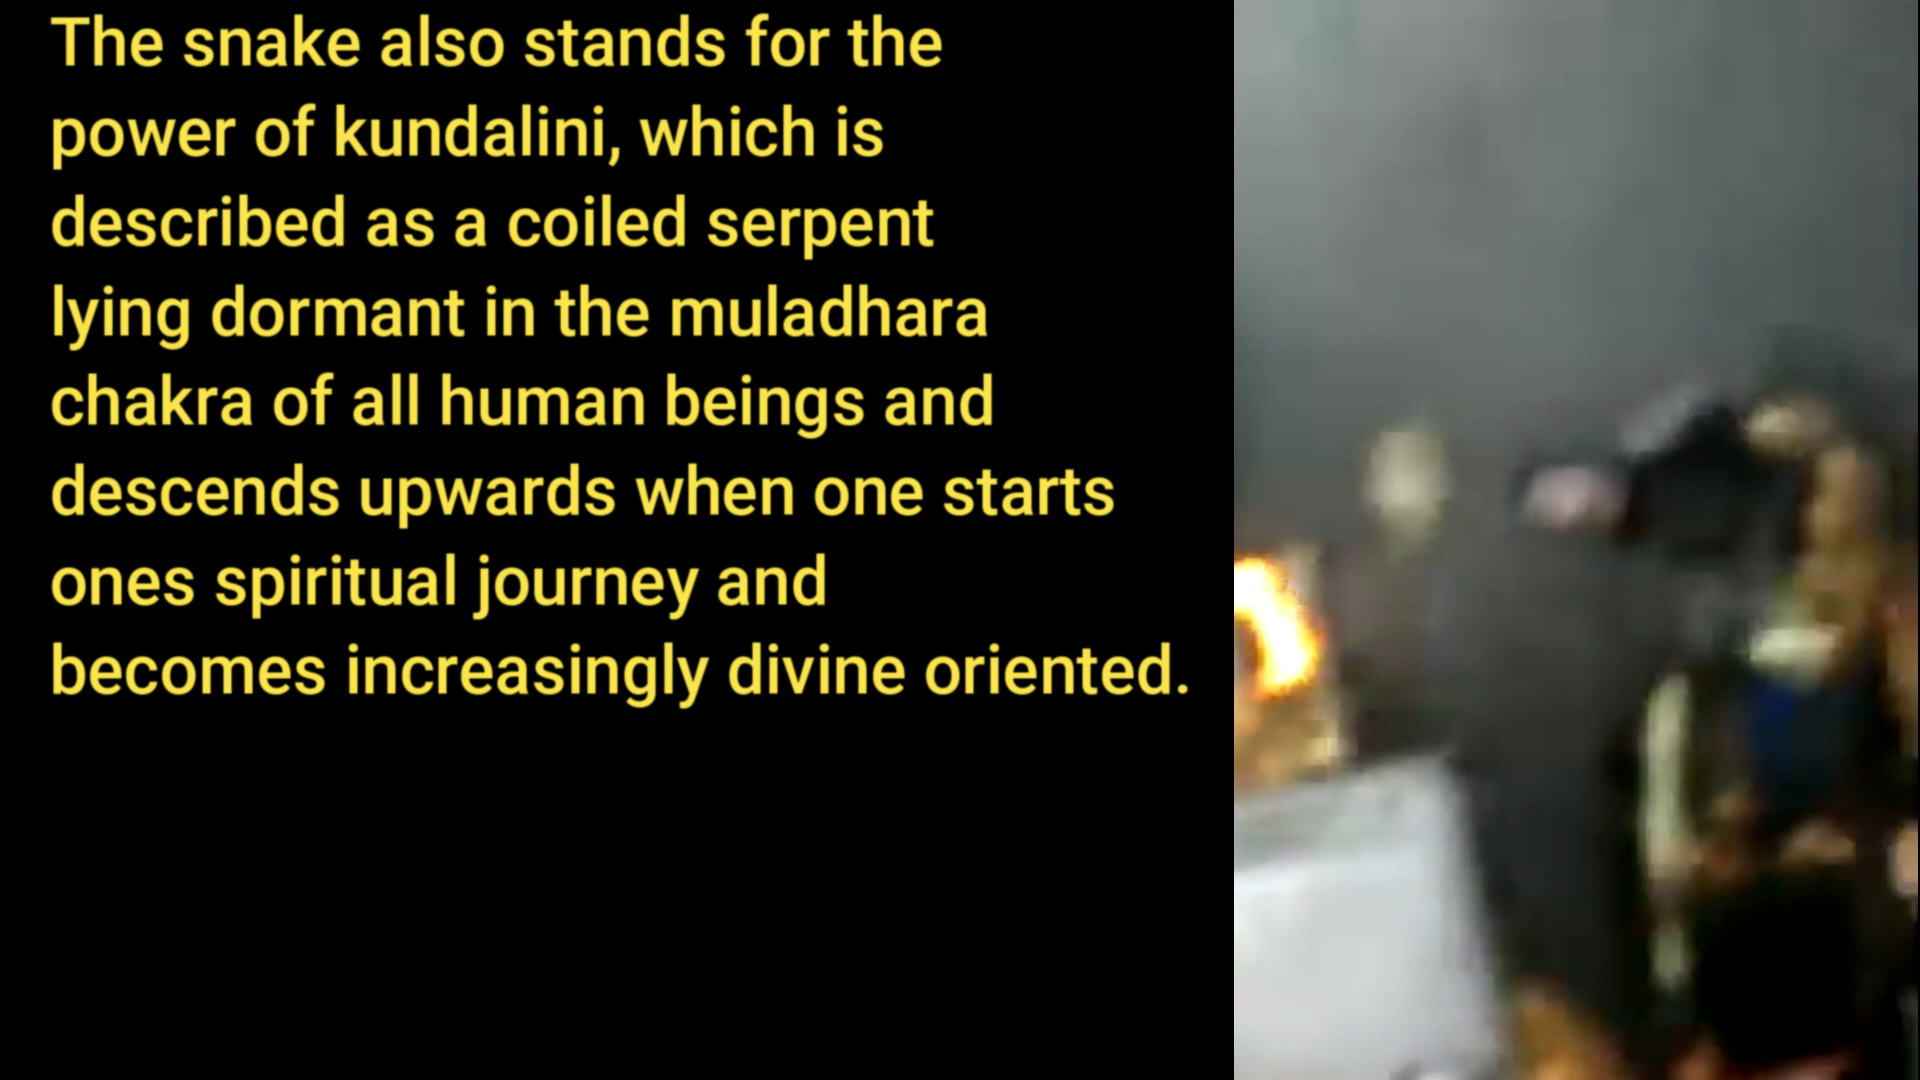 The snake also stands for the
power of kundalini, which is
described as a coiled serpent
lying dormant in the muladhara
chakra of all human beings and
descends upwards when one starts
ones spiritual journey and
becomes increasingly divine oriented.